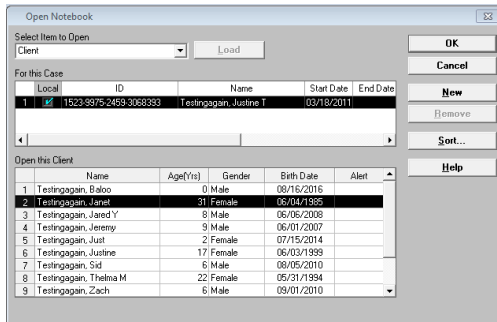 Open Notebook
Select Item to Open
Client
Load
OK
Cancel
New
Remove
Sort...
Help
For this Case
Local ID Name Start Date End Date
1 1523-9975-2459-3068393 Testingagain, Justine T 03/18/2011
Open this Client
Name Age(Yrs) Gender Birth Date Alert
1 Testingagain, Baloo 0 Male 08/16/2016
2 Testingagain, Janet 31 Female 06/04/1985
3 Testingagain, Jared Y 8 Male 06/06/2008
4 Testingagain, Jeremy 9 Male 06/01/2007
5 Testingagain, Just 2 Female 07/15/2014
6 Testingagain, Justine 17 Female 06/03/1999
7 Testingagain, Sid 6 Male 08/05/2010
8 Testingagain, Thelma M 22 Female 05/31/1994
9 Testingagain, Zach 6 Male 09/01/2010